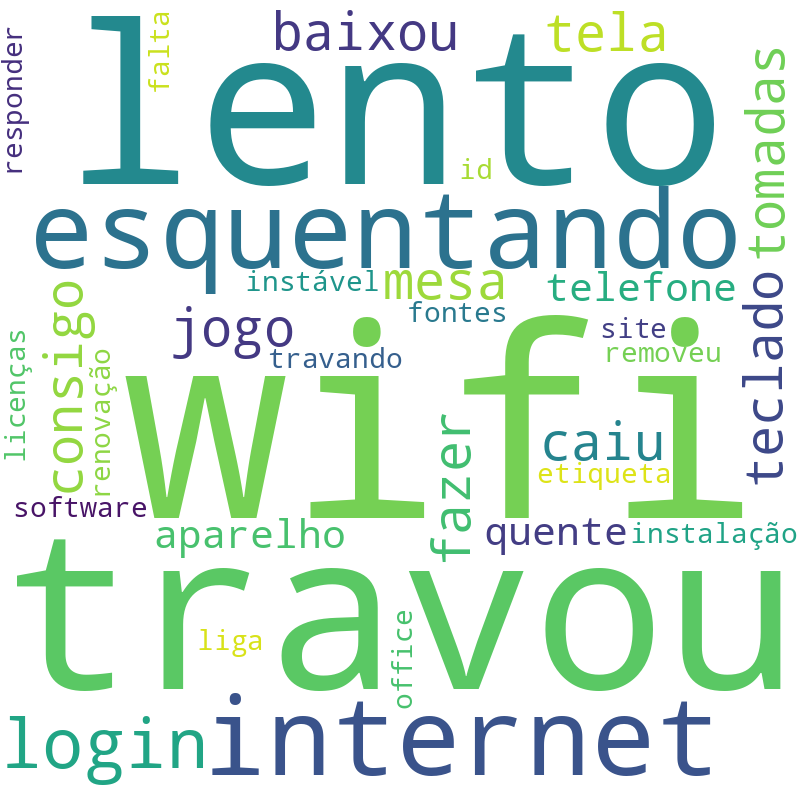 responder
falta
baixou
tela
lento
id
tomadas
esquentando
instável
mesa
telefone
fontes
jogo
site
travando
removeu
consigo
licenças
renovação
teclado
wifi
caiu
etiqueta
fazer
software
aparelho
quente
instalação
travou
liga
office
login
internet